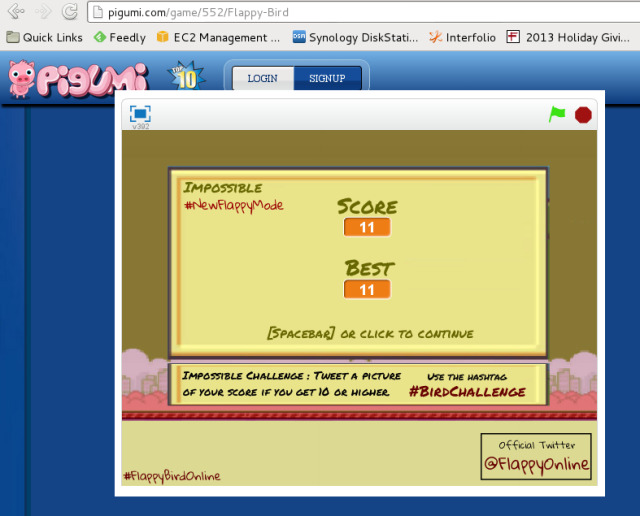 pigumi.com/game/552/Flappy-Bird
Quick Links Feedly EC2 Management ... Synology DiskStati... Interfolio 2013 Holiday Givi...
PiGUMi TOP 10 LOGIN SIGNUP
v392
Impossible
#NewFlappyMode
Score
11
Best
11
[Spacebar] or click to continue
Impossible Challenge : Tweet a picture
of your score if you get 10 or higher.
Use the hashtag
#BirdChallenge
Official Twitter
@FlappyOnline
#FlappyBirdOnline